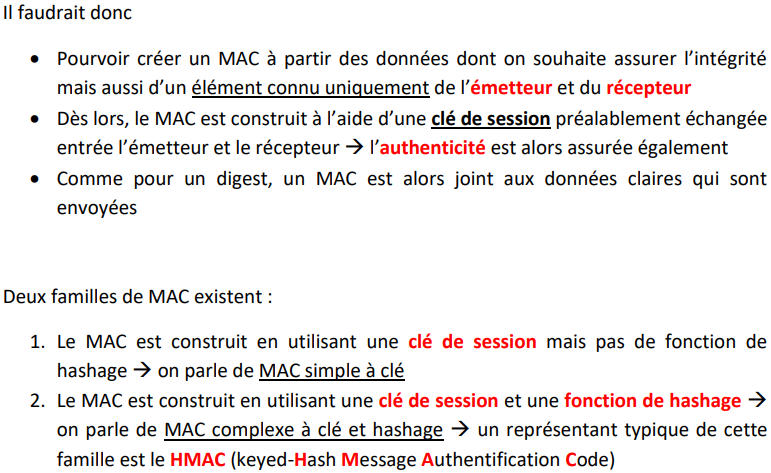 Il faudrait donc
• Pourvoir créer un MAC à partir des données dont on souhaite assurer l'intégrité
mais aussi d'un élément connu uniquement de l'émetteur et du récepteur
• Dès lors, le MAC est construit à l'aide d'une clé de session préalablement échangée
entrée l'émetteur et le récepteur → l'authenticité est alors assurée également
• Comme pour un digest, un MAC est alors joint aux données claires qui sont
envoyées
Deux familles de MAC existent :
1. Le MAC est construit en utilisant une clé de session mais pas de fonction de
hashage → on parle de MAC simple à clé
2. Le MAC est construit en utilisant une clé de session et une fonction de hashage →
on parle de MAC complexe à clé et hashage → un représentant typique de cette
famille est le HMAC (keyed-Hash Message Authentification Code)